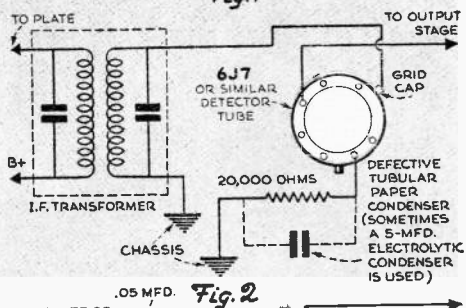 TO PLATE
B+
I.F. TRANSFORMER
CHASSIS
6J7
OR SIMILAR
DETECTOR
TUBE
20,000 OHMS
TO OUTPUT
STAGE
GRID
CAP
DEFECTIVE
TUBULAR
PAPER
CONDENSER
(SOMETIMES
A 5-MFD.
ELECTROLYTIC
CONDENSER
IS USED)
.05 MFD.
Fig. 2